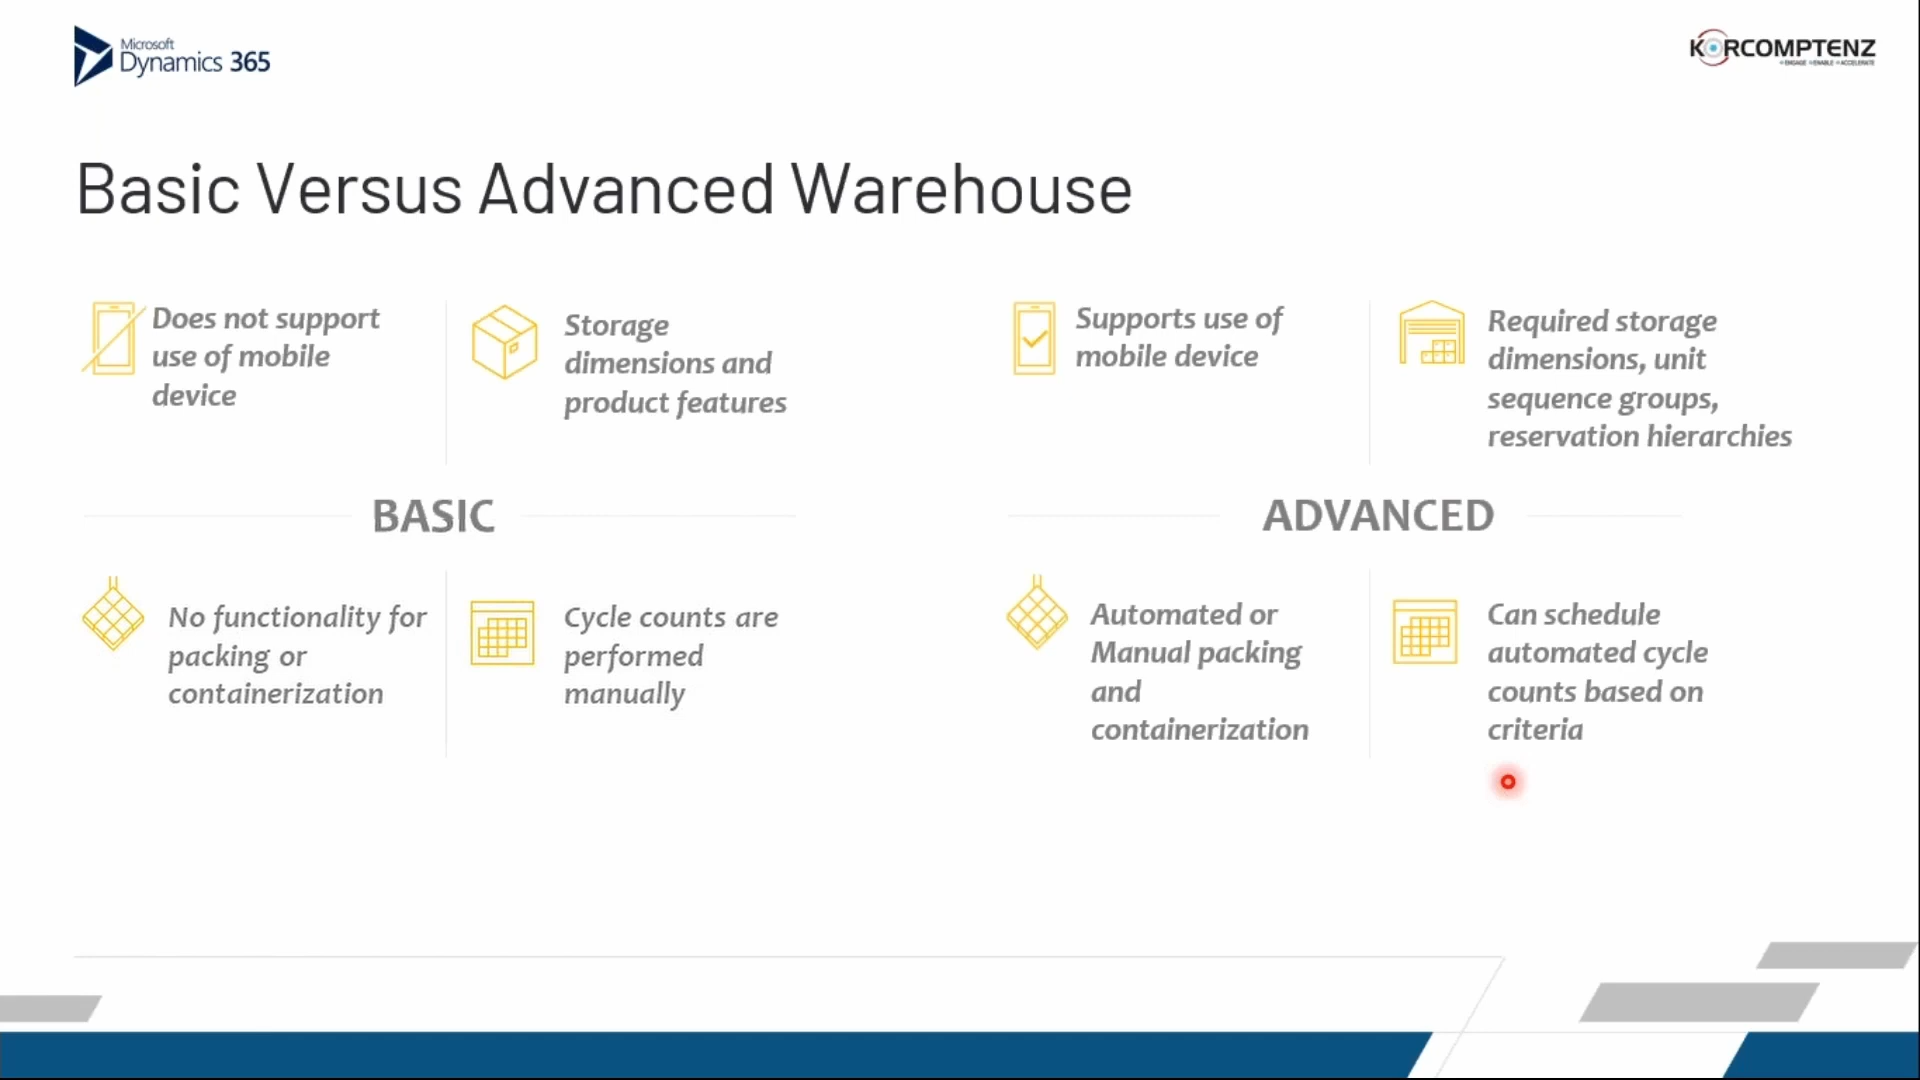 Microsoft
Dynamics 365
KORCOMPTENZ
ENGAGE ENABLE ACCELERATE
Basic Versus Advanced Warehouse
Does not support
use of mobile
device
Storage
dimensions and
product features
BASIC
No functionality for
packing or
containerization
Cycle counts are
performed
manually
Supports use of
mobile device
Required storage
dimensions, unit
sequence groups,
reservation hierarchies
ADVANCED
Automated or
Manual packing
and
containerization
Can schedule
automated cycle
counts based on
criteria